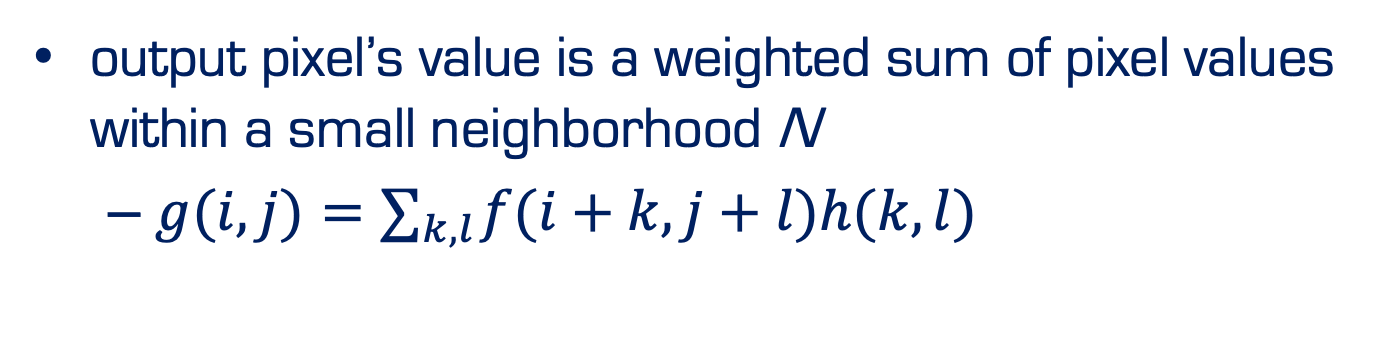 • output pixel’s value is a weighted sum of pixel values
within a small neighborhood N
– g(i,j) = ∑k,l f(i + k,j + l)h(k,l)